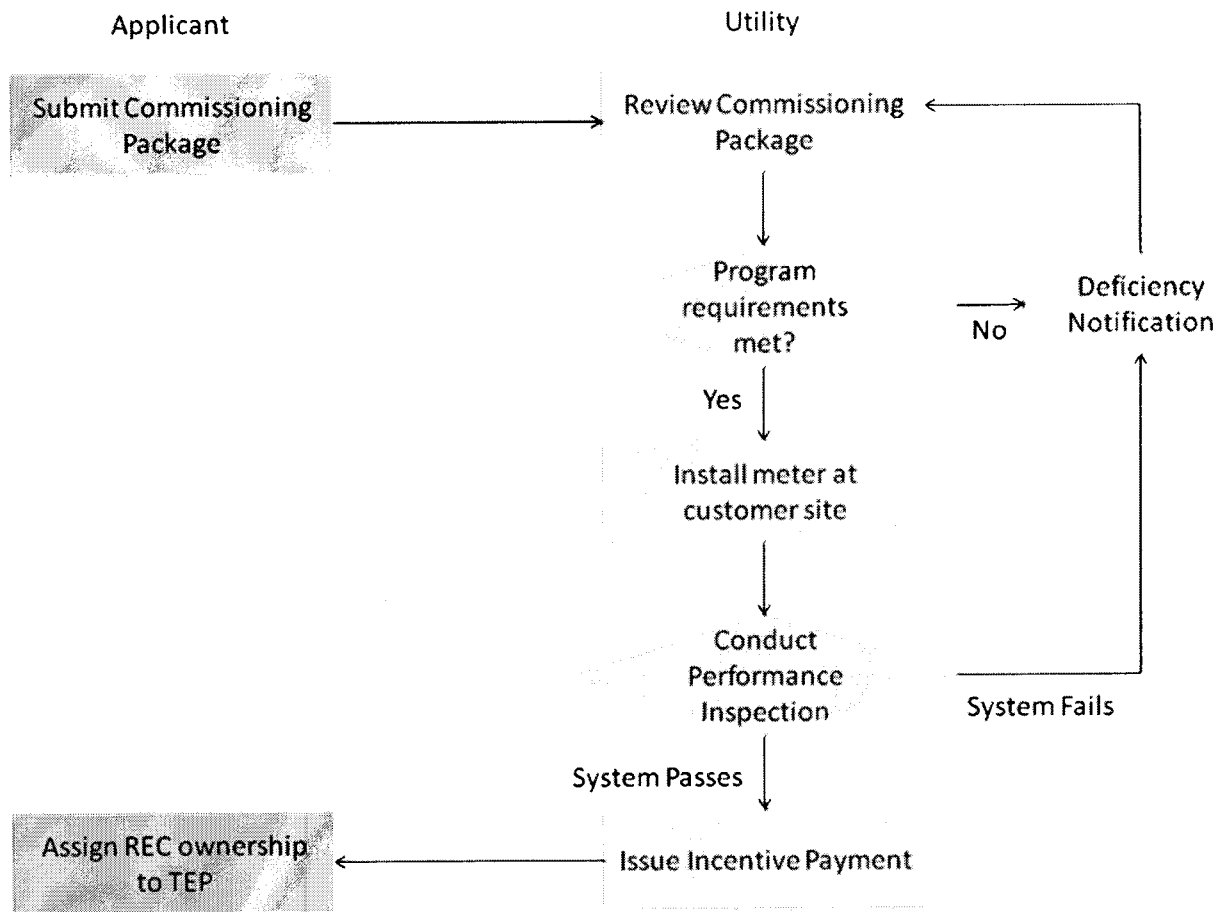 Applicant
Utility
Submit Commissioning
Package
Review Commissioning
Package
Program
requirements
met?
No
Deficiency
Notification
Yes
Install meter at
customer site
Conduct
Performance
Inspection
System Fails
System Passes
Assign REC ownership
to TEP
Issue Incentive Payment